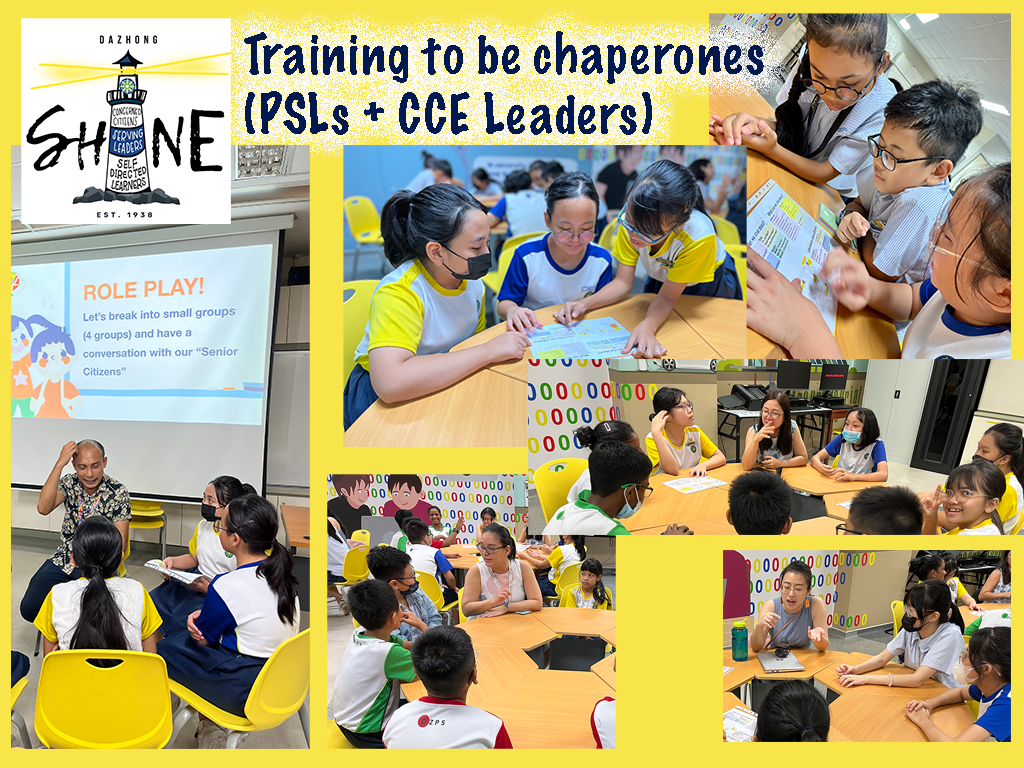 DAZHONG
SHINE
CONCERNED
CITIZENS
SERVING
LEADERS
SELF
DIRECTED
LEARNERS
EST. 1938
Training to be chaperones
(PSLs + CCE Leaders)
ROLE PLAY!
Let's break into small groups
(4 groups) and have a
conversation with our "Senior
Citizens"
DZPS